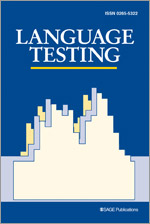 ISSN 0265-5322
LANGUAGE
TESTING
SAGE Publications